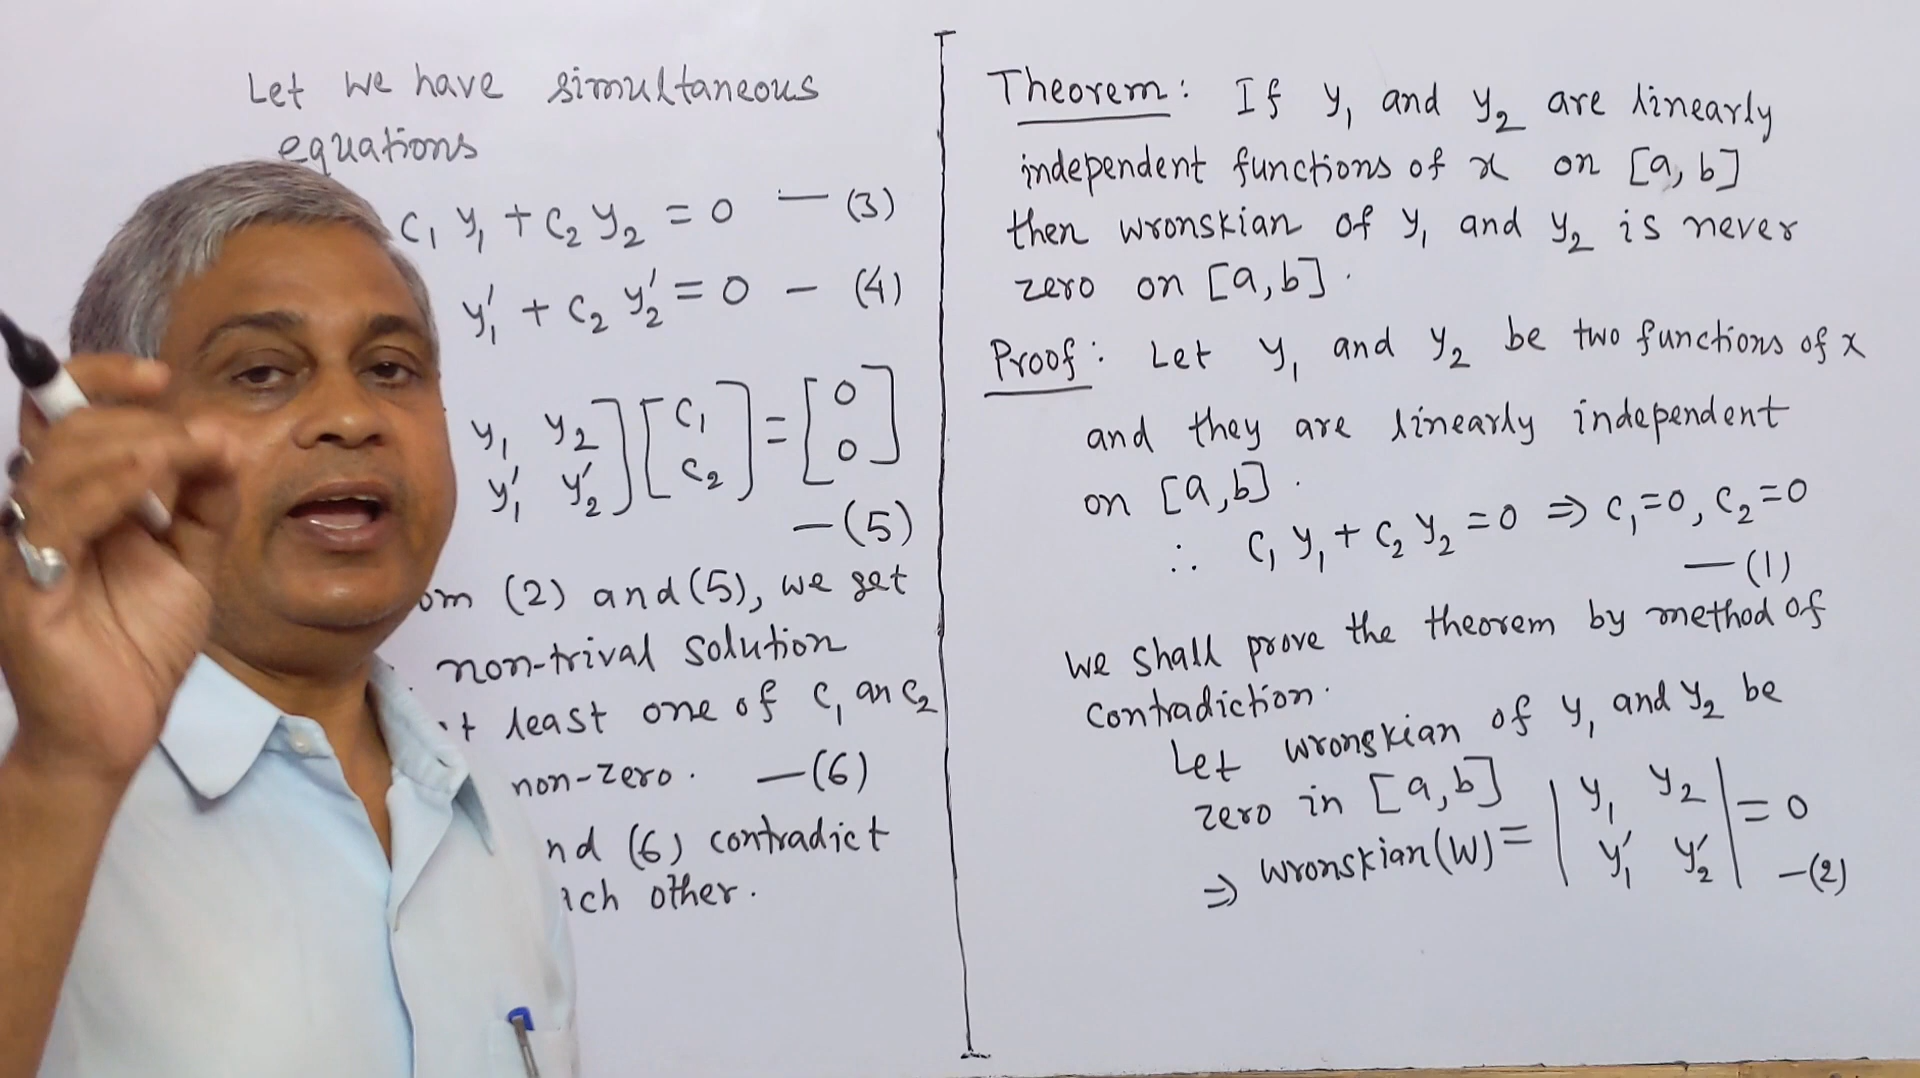 Let we have simultaneous
equations
C₁ y₁ + C₂ y₂ = 0 — (3)
y₁' + C₂ y₂' = 0 — (4)
y₁ y₂] [C₁] = [0]
y₁' y₂'] [C₂] [0]
— (5)
om (2) and (5), we get
non-trival solution
t least one of C₁ an C₂
non-zero. — (6)
nd (6) contradict
ach other.
Theorem: If y₁ and y₂ are linearly
independent functions of x on [a, b]
then wronskian of y₁ and y₂ is never
zero on [a, b].
Proof: Let y₁ and y₂ be two functions of x
and they are linearly independent
on [a, b].
∴ C₁ y₁ + C₂ y₂ = 0 ⇒ C₁=0, C₂=0
— (1)
we shall prove the theorem by method of
contradiction.
Let wronskian of y₁ and y₂ be
zero in [a, b]
⇒ wronskian (W) = | y₁ y₂ | = 0
| y₁' y₂' | — (2)